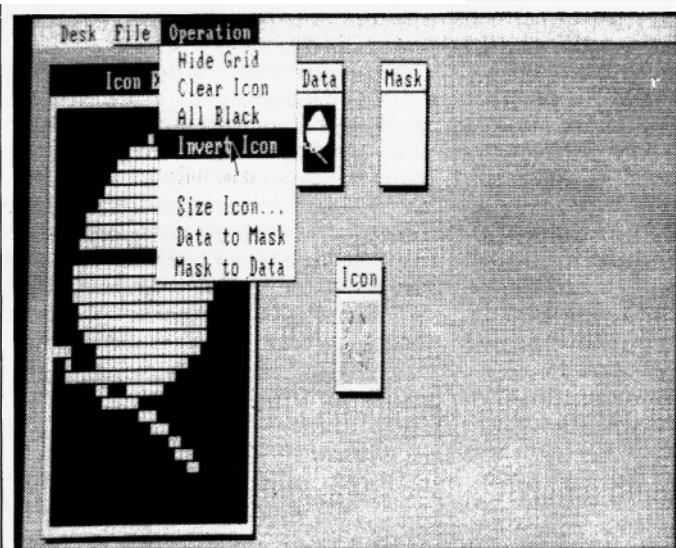 Desk File Operation
Hide Grid
Clear Icon
All Black
Invert Icon
Size Icon...
Data to Mask
Mask to Data
Icon
Data
Mask
Icon